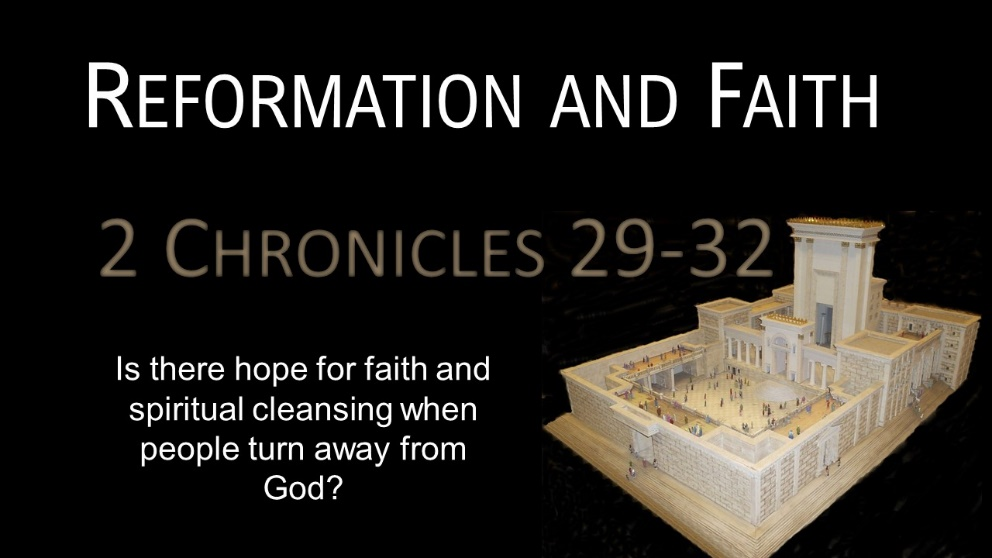 Reformation and Faith
2 Chronicles 29-32
Is there hope for faith and
spiritual cleansing when
people turn away from
God?